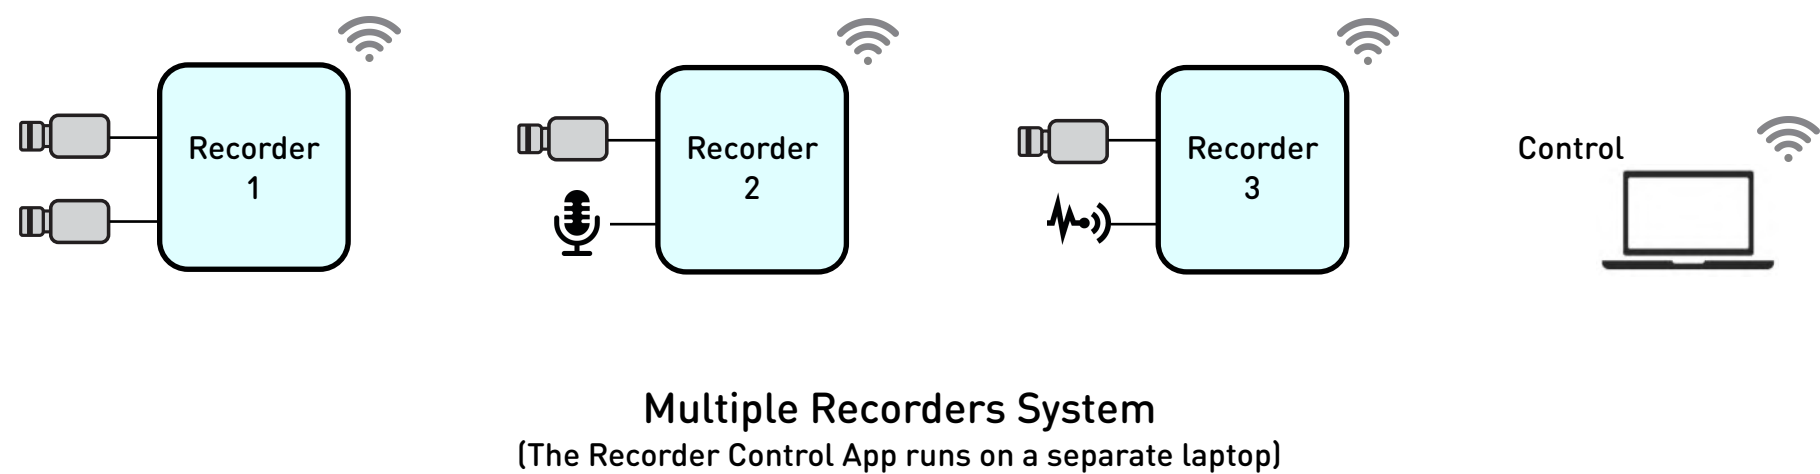 Recorder
1
Recorder
2
Recorder
3
Control
Multiple Recorders System
(The Recorder Control App runs on a separate laptop)